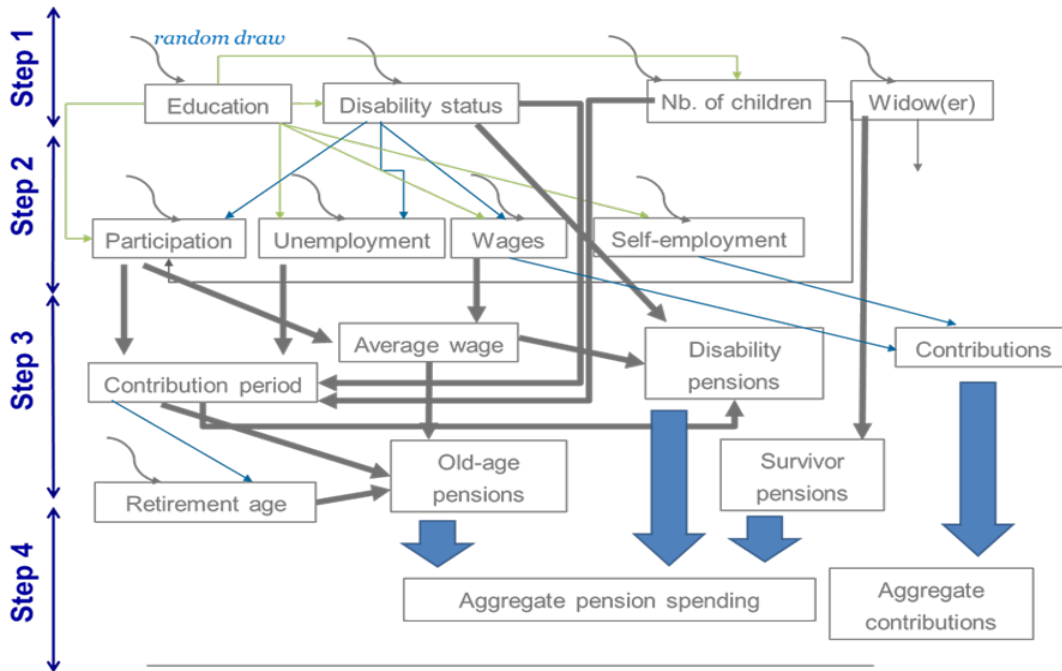 Step 1
random draw
Education
Disability status
Nb. of children
Widow(er)
Step 2
Participation
Unemployment
Wages
Self-employment
Step 3
Average wage
Disability
pensions
Contributions
Contribution period
Old-age
pensions
Survivor
pensions
Retirement age
Step 4
Aggregate pension spending
Aggregate
contributions